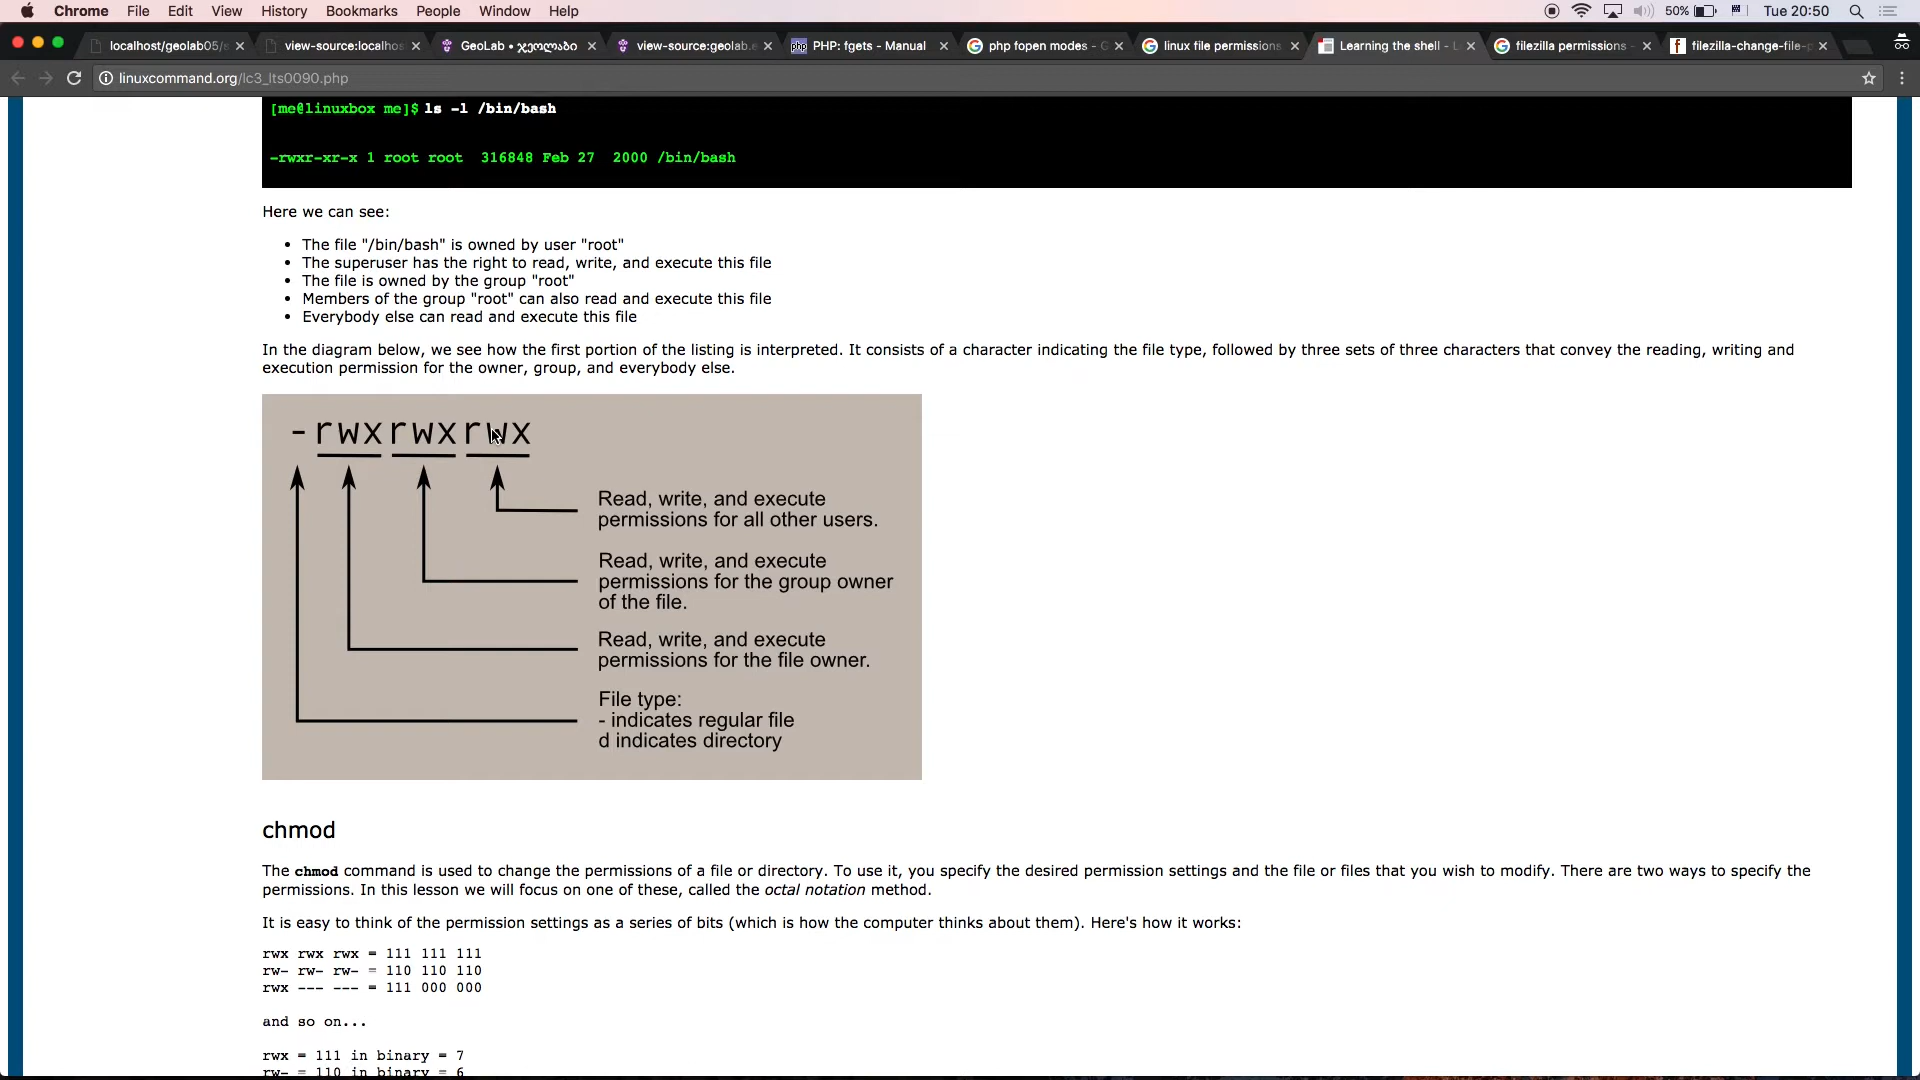 Chrome File Edit View History Bookmarks People Window Help 50% Tue 20:50
localhost/geolab05/s view-source:localhos GeoLab • ჯეოლაბი view-source:geolab. php PHP: fgets - Manual php fopen modes - G linux file permissions Learning the shell - L filezilla permissions - filezilla-change-file-p
linuxcommand.org/lc3_lts0090.php
[me@linuxbox me]$ ls -l /bin/bash
-rwxr-xr-x 1 root root 316848 Feb 27 2000 /bin/bash
Here we can see:
• The file "/bin/bash" is owned by user "root"
• The superuser has the right to read, write, and execute this file
• The file is owned by the group "root"
• Members of the group "root" can also read and execute this file
• Everybody else can read and execute this file
In the diagram below, we see how the first portion of the listing is interpreted. It consists of a character indicating the file type, followed by three sets of three characters that convey the reading, writing and
execution permission for the owner, group, and everybody else.
-rwxrwxrwx
Read, write, and execute
permissions for all other users.
Read, write, and execute
permissions for the group owner
of the file.
Read, write, and execute
permissions for the file owner.
File type:
- indicates regular file
d indicates directory
chmod
The chmod command is used to change the permissions of a file or directory. To use it, you specify the desired permission settings and the file or files that you wish to modify. There are two ways to specify the
permissions. In this lesson we will focus on one of these, called the octal notation method.
It is easy to think of the permission settings as a series of bits (which is how the computer thinks about them). Here's how it works:
rwx rwx rwx = 111 111 111
rw- rw- rw- = 110 110 110
rwx --- --- = 111 000 000
and so on...
rwx = 111 in binary = 7
rw- = 110 in binary = 6